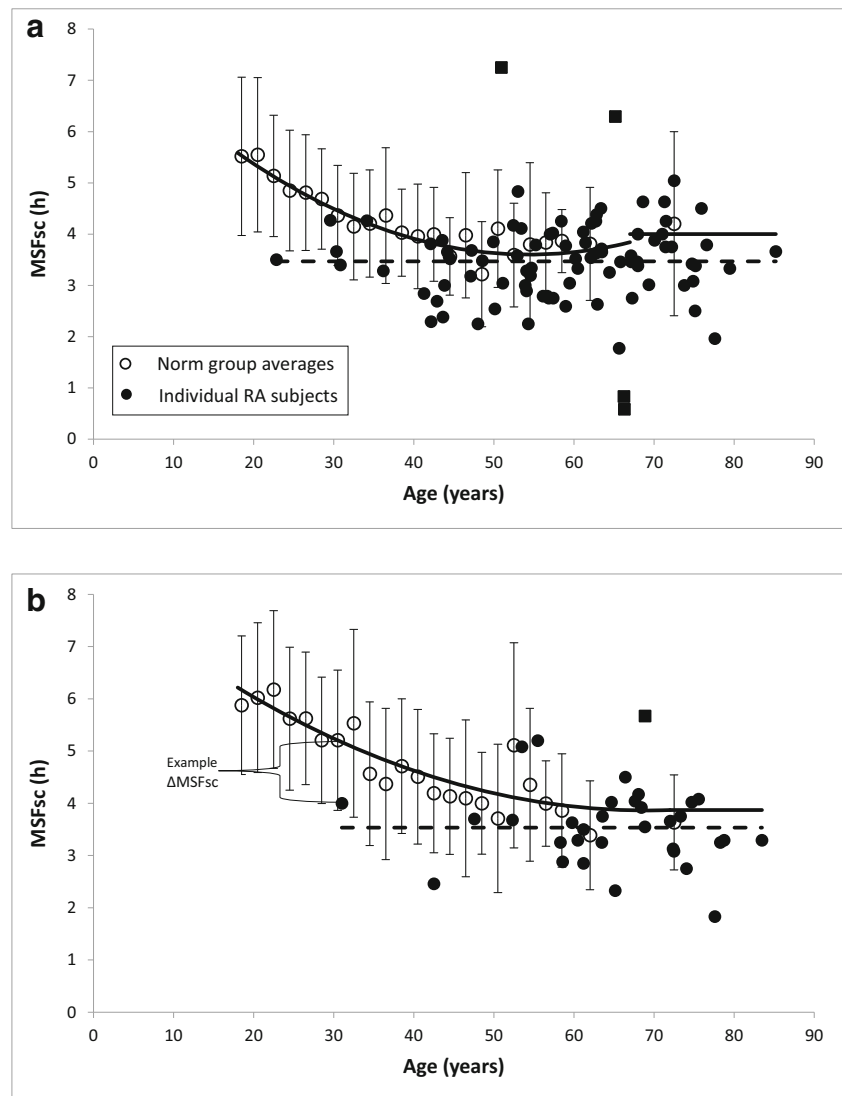 a
8
7
6
5
4
3
2
1
0
MSFsc (h)
Norm group averages
Individual RA subjects
0 10 20 30 40 50 60 70 80 90
Age (years)
b
8
7
6
5
4
3
2
1
0
MSFsc (h)
Example
ΔMSFsc
0 10 20 30 40 50 60 70 80 90
Age (years)